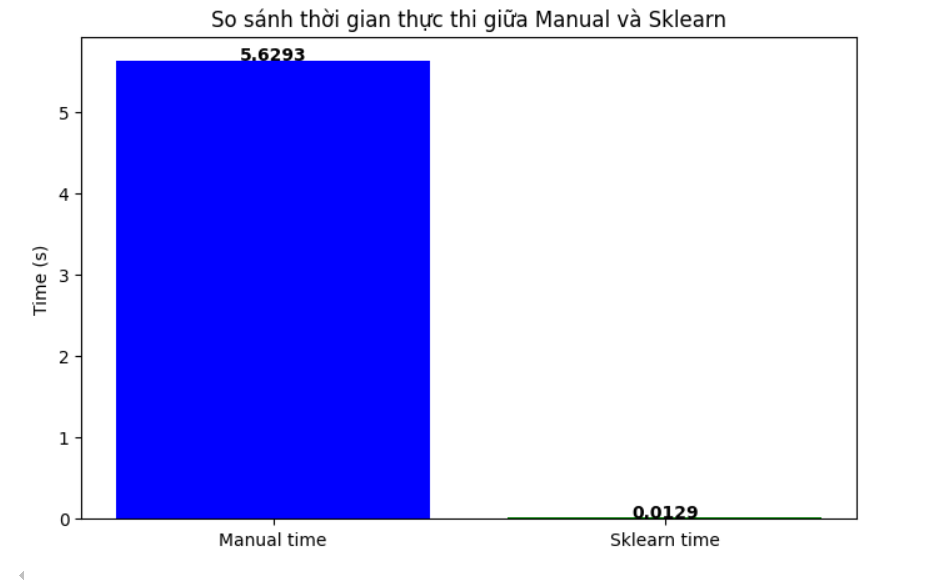 So sánh thời gian thực thi giữa Manual và Sklearn
5.6293
5
4
3
2
1
0
Time (s)
0.0129
Manual time
Sklearn time